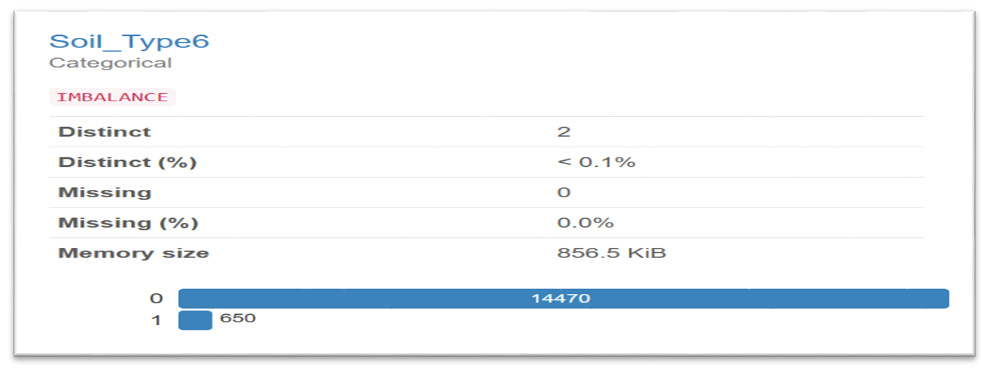 Soil_Type6
Categorical
IMBALANCE
Distinct 2
Distinct (%) < 0.1%
Missing 0
Missing (%) 0.0%
Memory size 856.5 KiB
0 14470
1 650